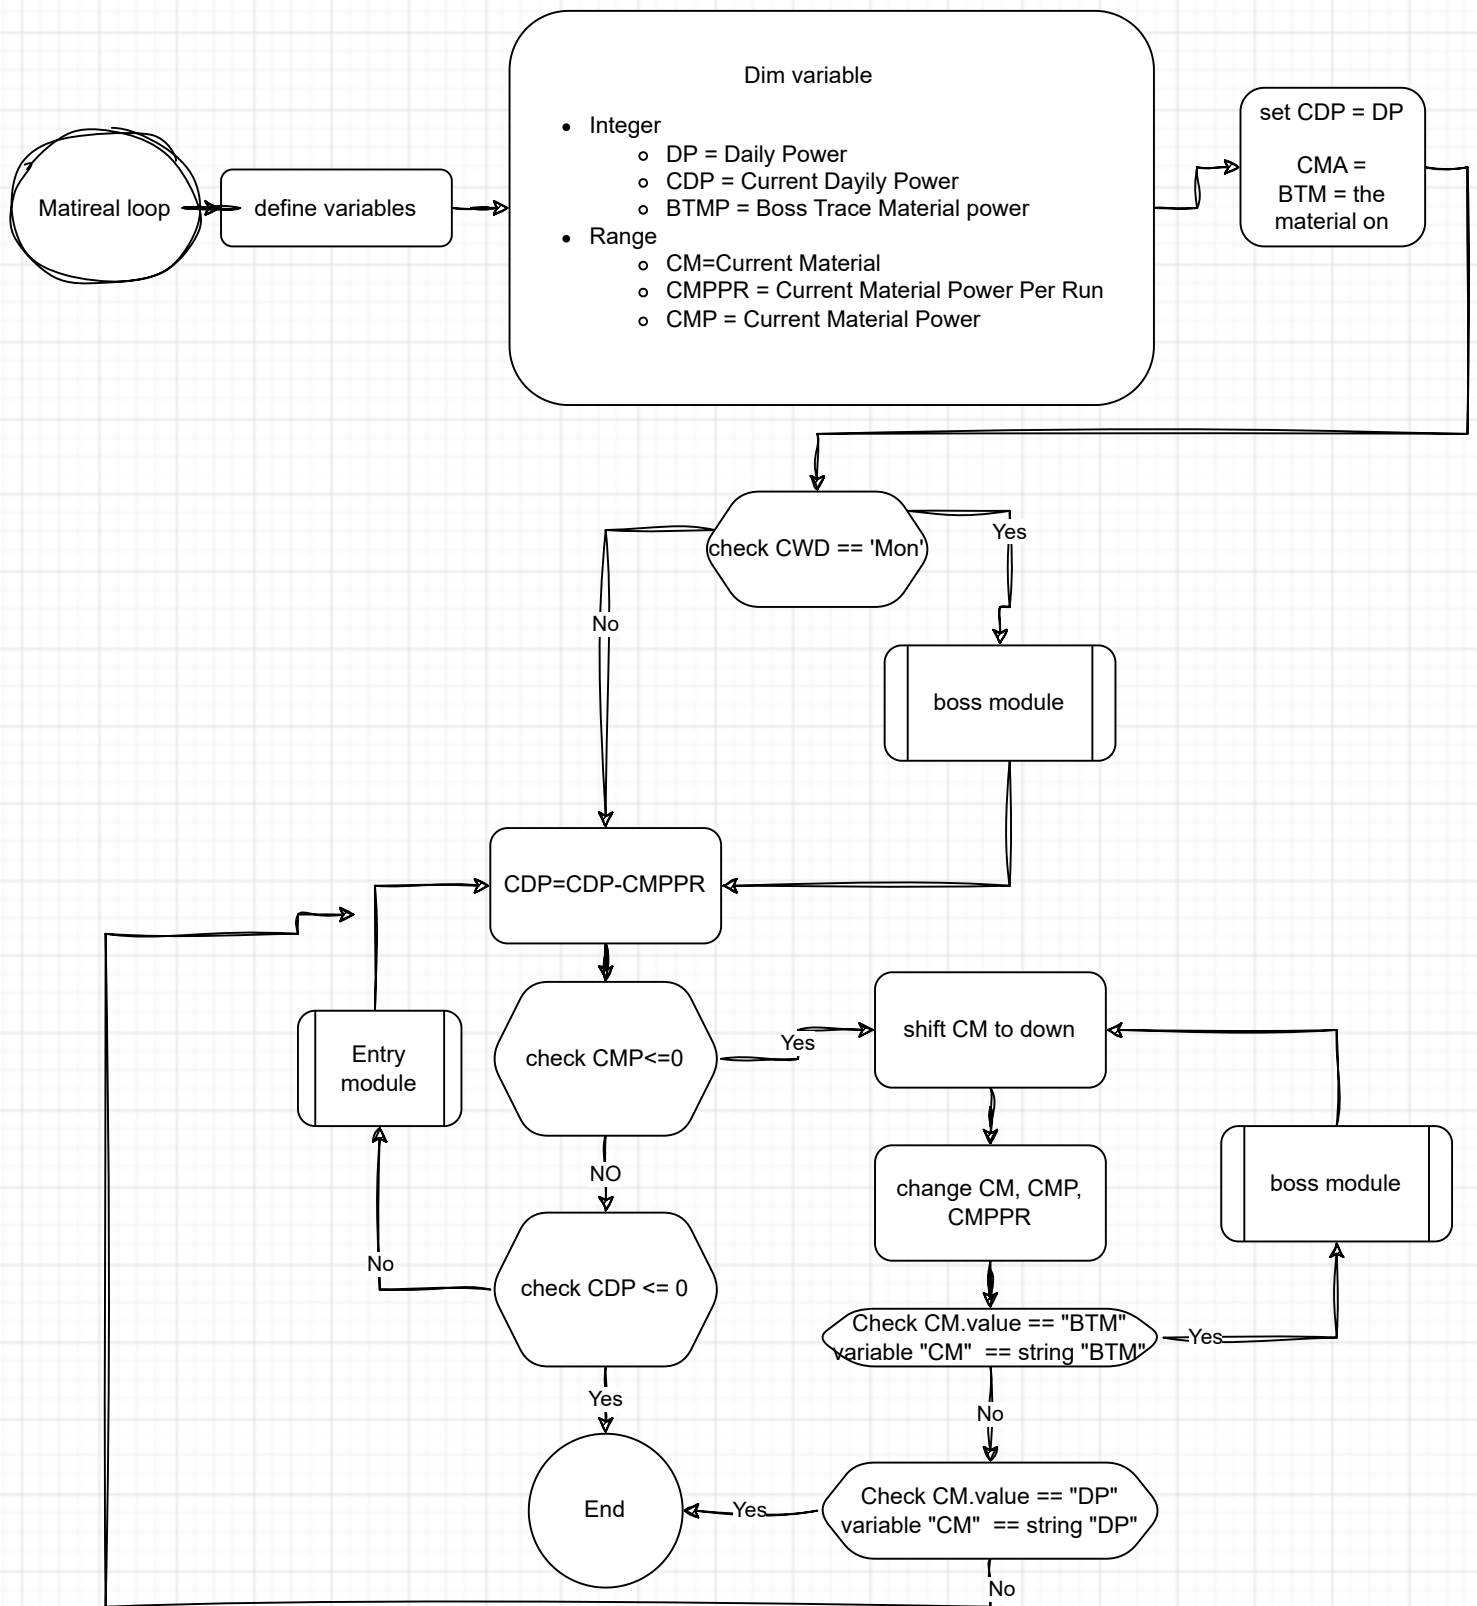 Dim variable
Integer
DP = Daily Power
CDP = Current Dayily Power
BTMP = Boss Trace Material power
Range
CM=Current Material
CMPPR = Current Material Power Per Run
CMP = Current Material Power
Matireal loop
define variables
set CDP = DP
CMA =
BTM = the
material on
check CWD == 'Mon'
Yes
No
boss module
CDP=CDP-CMPPR
Entry
module
check CMP<=0
Yes
shift CM to down
NO
change CM, CMP,
CMPPR
boss module
No
check CDP <= 0
Check CM.value == "BTM"
variable "CM"  == string "BTM"
Yes
Yes
No
End
Yes
Check CM.value == "DP"
variable "CM"  == string "DP"
No